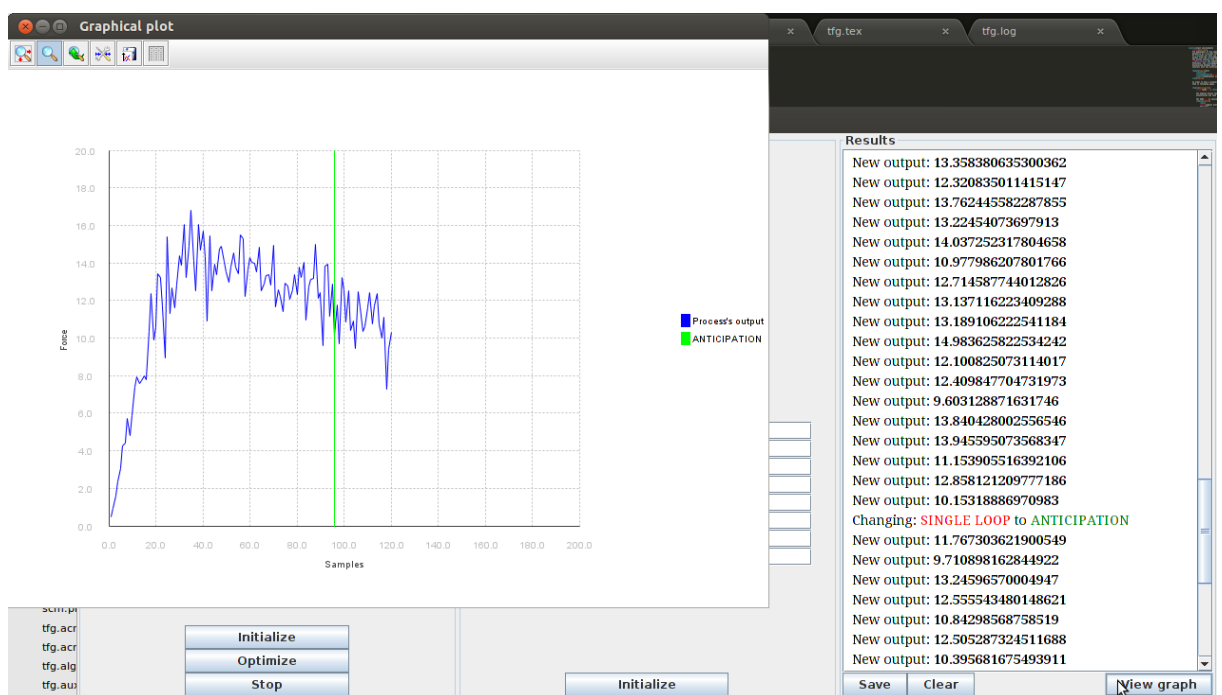 Graphical plot
tfg.tex
tfg.log
20.0
18.0
16.0
14.0
12.0
10.0
8.0
6.0
4.0
2.0
0.0
Force
0.0 20.0 40.0 60.0 80.0 100.0 120.0 140.0 160.0 180.0 200.0
Samples
Process's output
ANTICIPATION
tfg.acr
tfg.acr
tfg.alg
tfg.aux
Initialize
Optimize
Stop
Initialize
Results
New output: 13.358380635300362
New output: 12.320835011415147
New output: 13.762445582287855
New output: 13.22454073697913
New output: 14.037252317804658
New output: 10.977986207801766
New output: 12.714587744012826
New output: 13.137116223409288
New output: 13.189106222541184
New output: 14.983625822534242
New output: 12.100825073114017
New output: 12.409847704731973
New output: 9.603128871631746
New output: 13.840428002556546
New output: 13.945595073568347
New output: 11.153905516392106
New output: 12.858121209777186
New output: 10.15318886970983
Changing: SINGLE LOOP to ANTICIPATION
New output: 11.767303621900549
New output: 9.710898162844922
New output: 13.24596570004947
New output: 12.555543480148621
New output: 10.84298568758519
New output: 12.505287324511688
New output: 10.395681675493911
Save Clear View graph